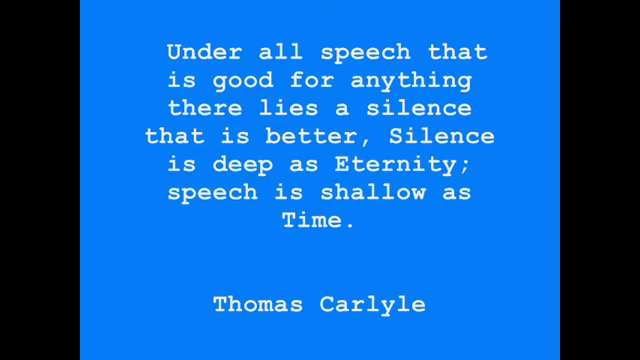 Under all speech that
is good for anything
there lies a silence
that is better, Silence
is deep as Eternity;
speech is shallow as
Time.
Thomas Carlyle